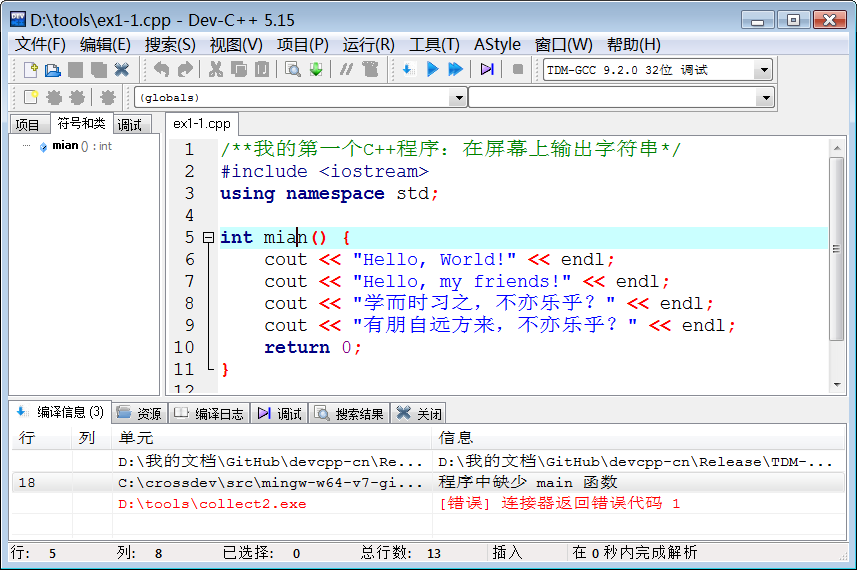 D:\tools\ex1-1.cpp - Dev-C++ 5.15
文件(F) 编辑(E) 搜索(S) 视图(V) 项目(P) 运行(R) 工具(T) AStyle 窗口(W) 帮助(H)
TDM-GCC 9.2.0 32位 调试
(globals)
项目 符号和类 调试
mian () : int
ex1-1.cpp
1 /**我的第一个C++程序: 在屏幕上输出字符串*/
2 #include <iostream>
3 using namespace std;
4
5 int mian() {
6 cout << "Hello, World!" << endl;
7 cout << "Hello, my friends!" << endl;
8 cout << "学而时习之, 不亦乐乎? " << endl;
9 cout << "有朋自远方来, 不亦乐乎? " << endl;
10 return 0;
11 }
12
编译信息 (3) 资源 编译日志 调试 搜索结果 关闭
行 列 单元 信息
D:\我的文档\GitHub\devcpp-cn\Re... D:\我的文档\GitHub\devcpp-cn\Release\TDM-...
18 C:\crossdev\src\mingw-w64-v7-gi... 程序中缺少 main 函数
D:\tools\collect2.exe [错误] 连接器返回错误代码 1
行: 5 列: 8 已选择: 0 总行数: 13 插入 在 0 秒内完成解析